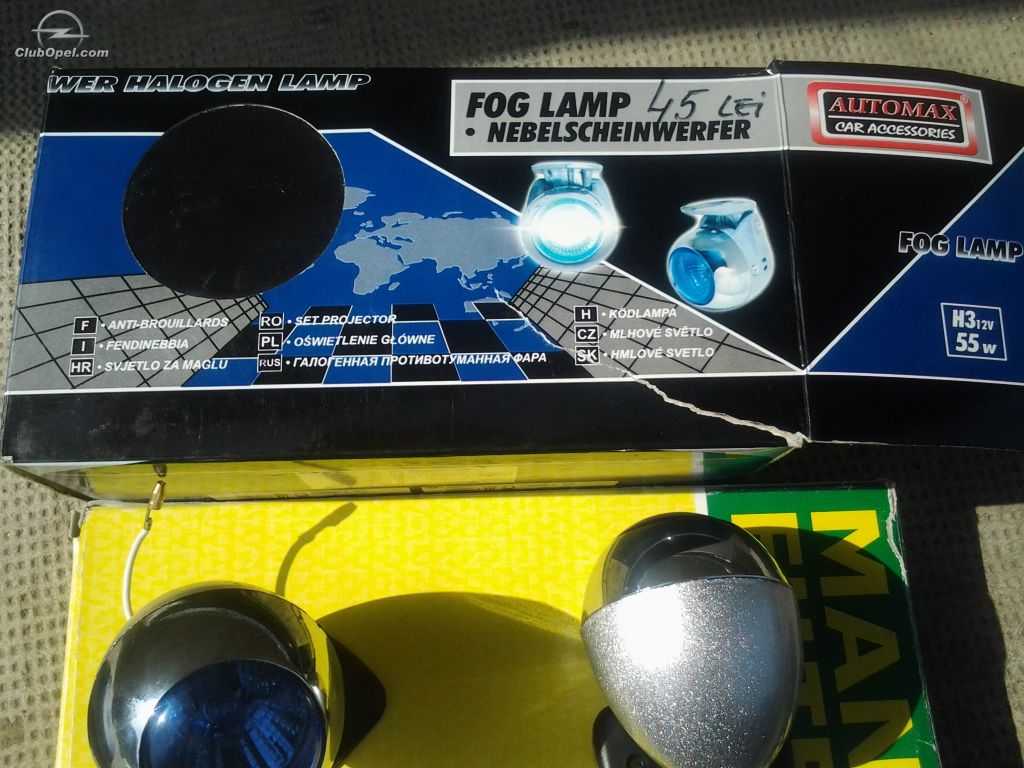 ClubOpel.com
WER HALOGEN LAMP
FOG LAMP 45 LEI
• NEBELSCHEINWERFER
AUTOMAX®
CAR ACCESSORIES
FOG LAMP
H3 12V
55 W
F • ANTI-BROUILLARDS
I • FENDINEBBIA
HR • SVJETLO ZA MAGLU
RO • SET PROJECTOR
PL • OŚWIETLENIE GŁÓWNE
RUS • ГАЛОГЕННАЯ ПРОТИВОТУМАННАЯ ФАРА
H • KÖDLAMPA
CZ • MLHOVÉ SVĚTLO
SK • HMLOVÉ SVETLO
MAN